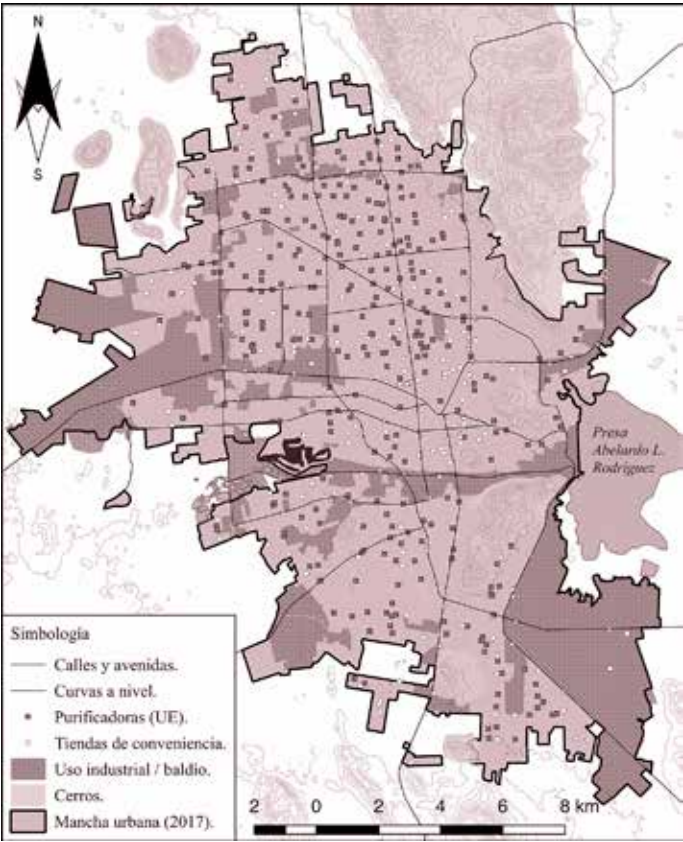 N
S
Presa
Abelardo L.
Rodríguez
Simbología
Calles y avenidas.
Curvas a nivel.
Purificadoras (UE).
Tiendas de conveniencia.
Uso industrial / baldío.
Cerros.
Mancha urbana (2017).
2 0 2 4 6 8 km